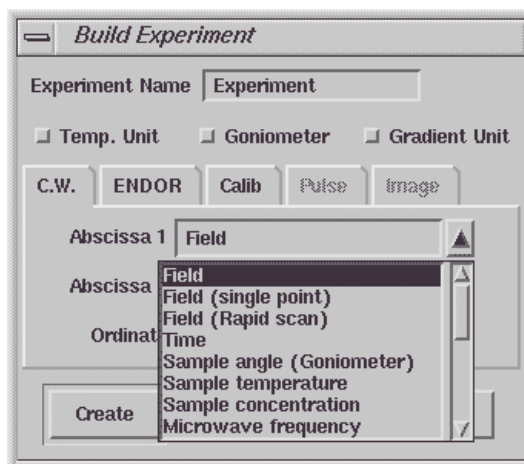 Build Experiment
Experiment Name Experiment
Temp. Unit Goniometer Gradient Unit
C.W. ENDOR Calib Pulse Image
Abscissa 1 Field
Abscissa
Ordinat
Field
Field (single point)
Field (Rapid scan)
Time
Sample angle (Goniometer)
Sample temperature
Sample concentration
Microwave frequency
Create